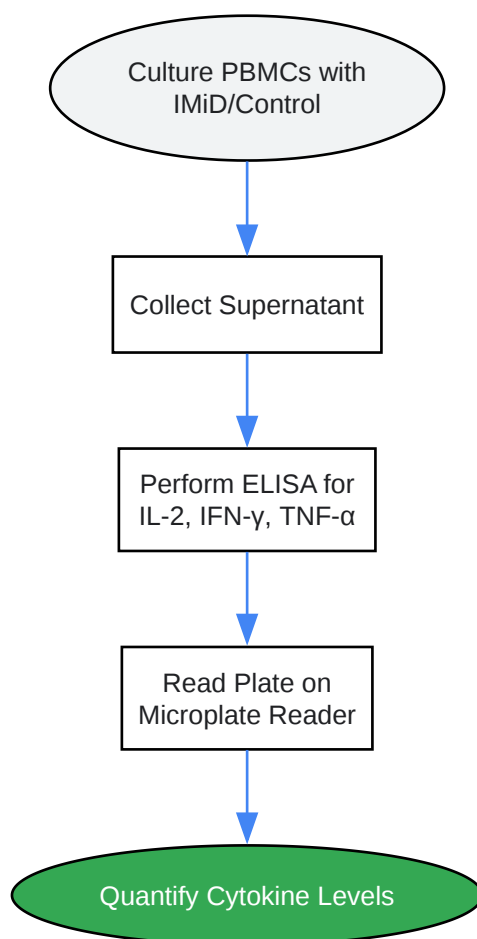 Culture PBMCs with
IMiD/Control
Collect Supernatant
Perform ELISA for
IL-2, IFN-γ, TNF-α
Read Plate on
Microplate Reader
Quantify Cytokine Levels